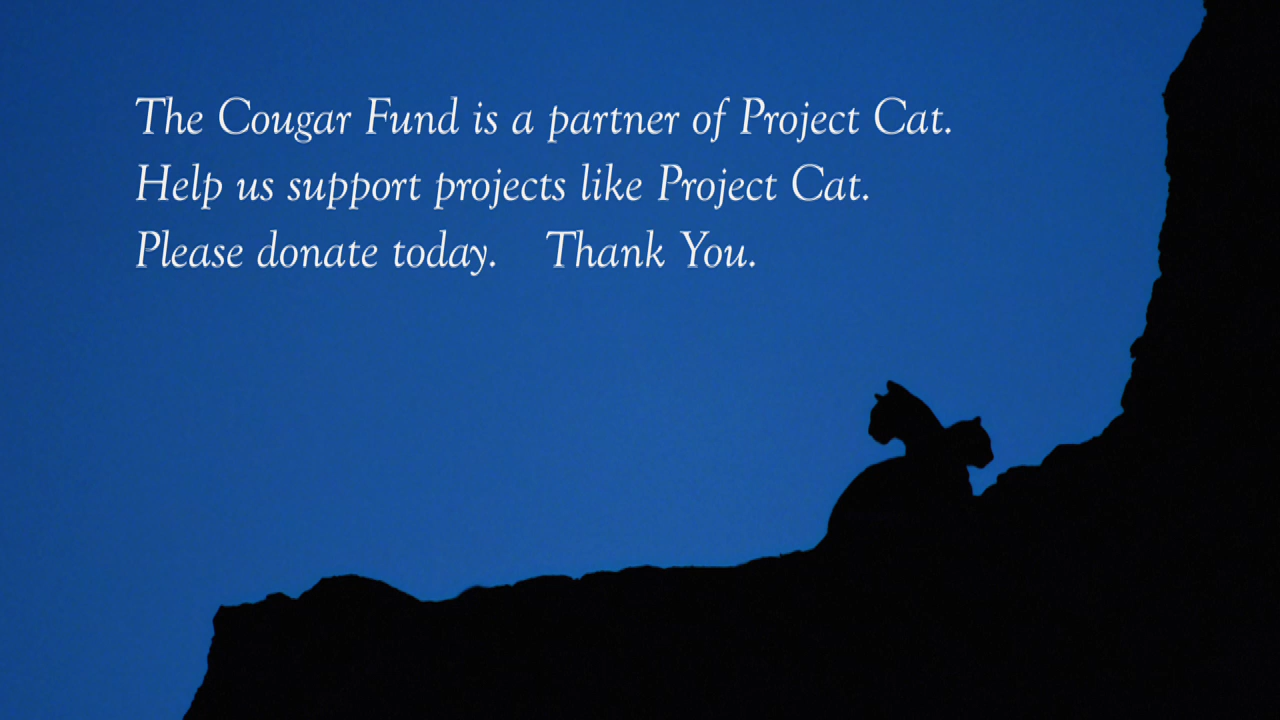 The Cougar Fund is a partner of Project Cat.
Help us support projects like Project Cat.
Please donate today. Thank You.